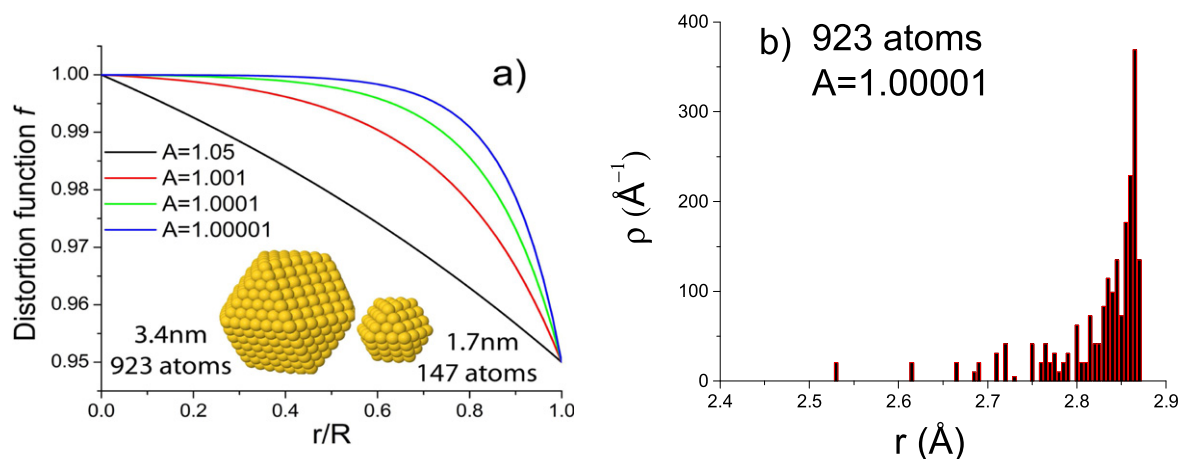 a)
Distortion function f
1.00
0.99
0.98
0.97
0.96
0.95
A=1.05
A=1.001
A=1.0001
A=1.00001
3.4nm
923 atoms
1.7nm
147 atoms
0.0 0.2 0.4 0.6 0.8 1.0
r/R
b) 923 atoms
A=1.00001
ρ (Å⁻¹)
400
300
200
100
0
2.4 2.5 2.6 2.7 2.8 2.9
r (Å)